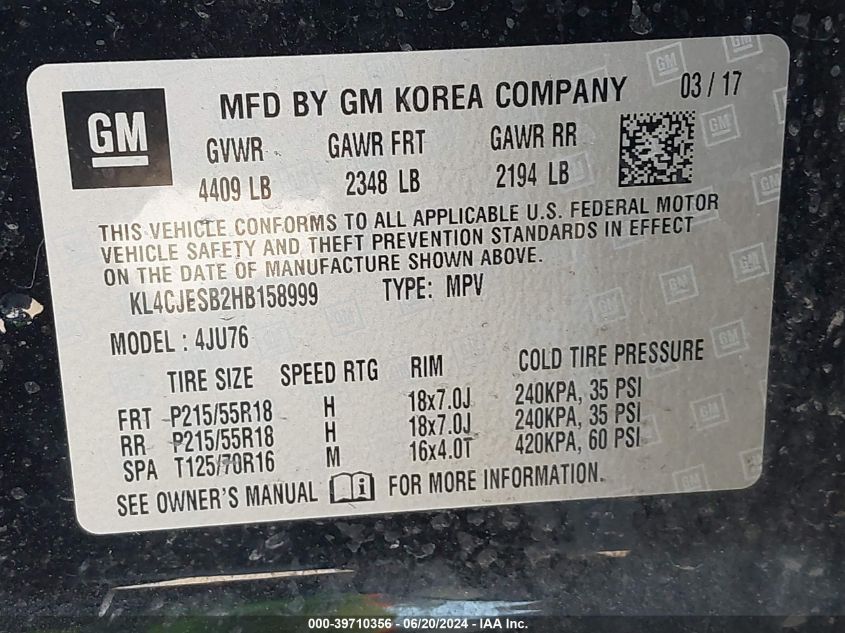 GM
MFD BY GM KOREA COMPANY 03 / 17
GVWR GAWR FRT GAWR RR
4409 LB 2348 LB 2194 LB
THIS VEHICLE CONFORMS TO ALL APPLICABLE U.S. FEDERAL MOTOR
VEHICLE SAFETY AND THEFT PREVENTION STANDARDS IN EFFECT
ON THE DATE OF MANUFACTURE SHOWN ABOVE.
KL4CJESB2HB158999 TYPE: MPV
MODEL : 4JU76
TIRE SIZE SPEED RTG RIM COLD TIRE PRESSURE
FRT P215/55R18 H 18x7.0J 240KPA, 35 PSI
RR P215/55R18 H 18x7.0J 240KPA, 35 PSI
SPA T125/70R16 M 16x4.0T 420KPA, 60 PSI
SEE OWNER'S MANUAL FOR MORE INFORMATION.
000-39710356 - 06/20/2024 - IAA Inc.